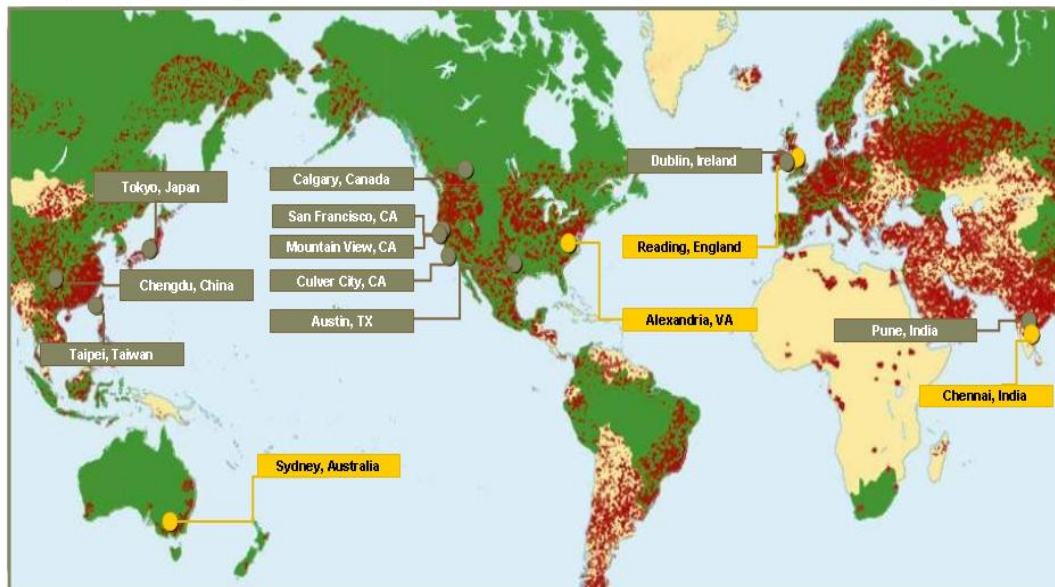 Tokyo, Japan
Calgary, Canada
Dublin, Ireland
San Francisco, CA
Mountain View, CA
Reading, England
Chengdu, China
Culver City, CA
Austin, TX
Alexandria, VA
Pune, India
Taipei, Taiwan
Chennai, India
Sydney, Australia